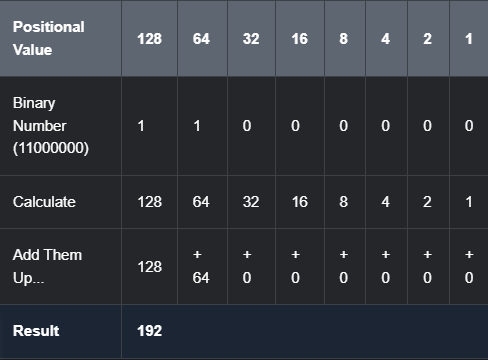 Positional Value 128 64 32 16 8 4 2 1
Binary Number (11000000) 1 1 0 0 0 0 0 0
Calculate 128 64 32 16 8 4 2 1
Add Them Up... 128 + 64 + 0 + 0 + 0 + 0 + 0 + 0
Result 192